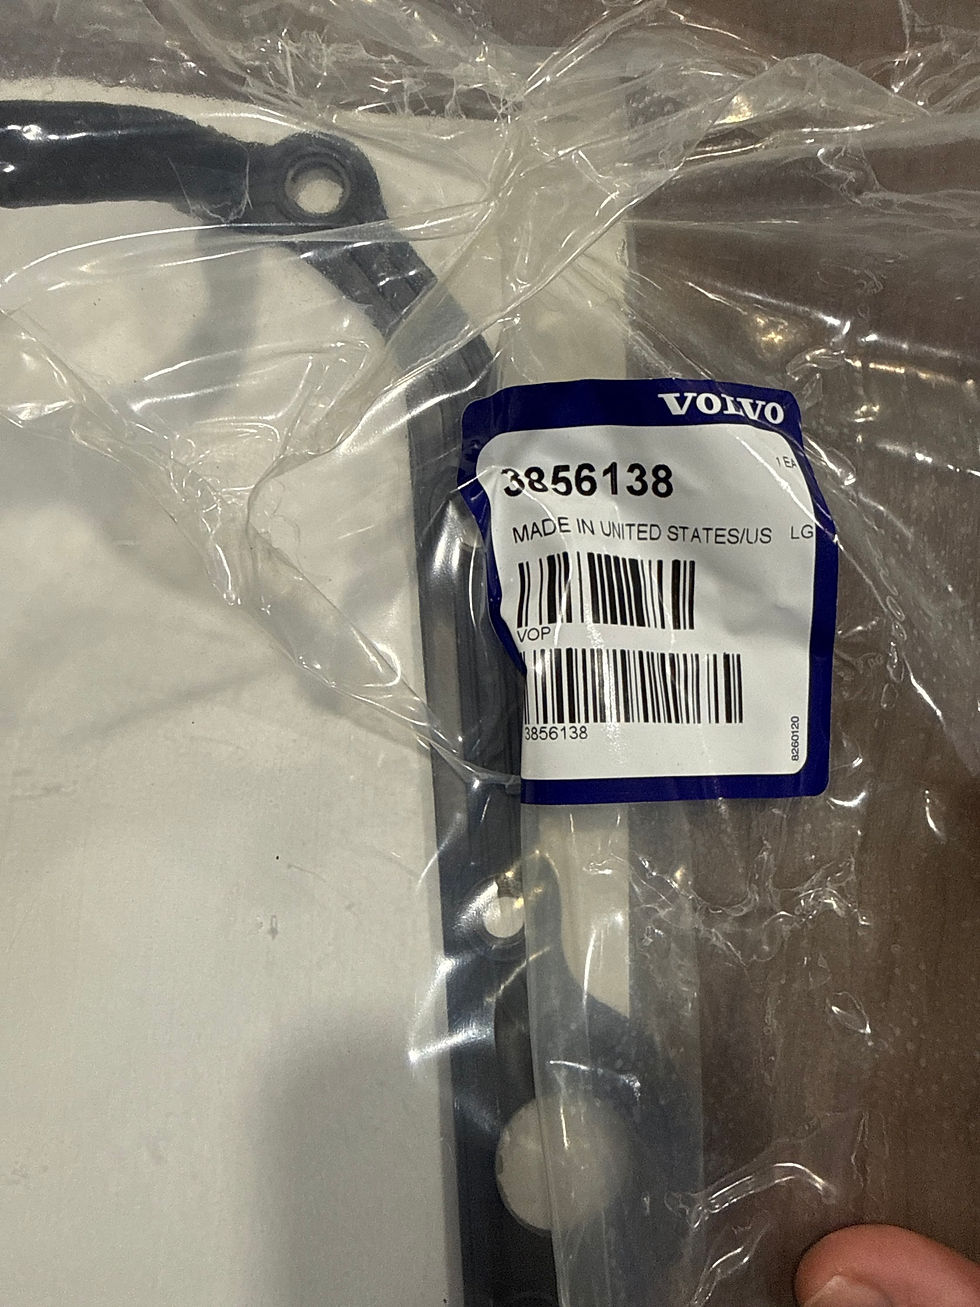 VOLVO
1 EA
3856138
MADE IN UNITED STATES/US LG
VOP
3856138
8260120